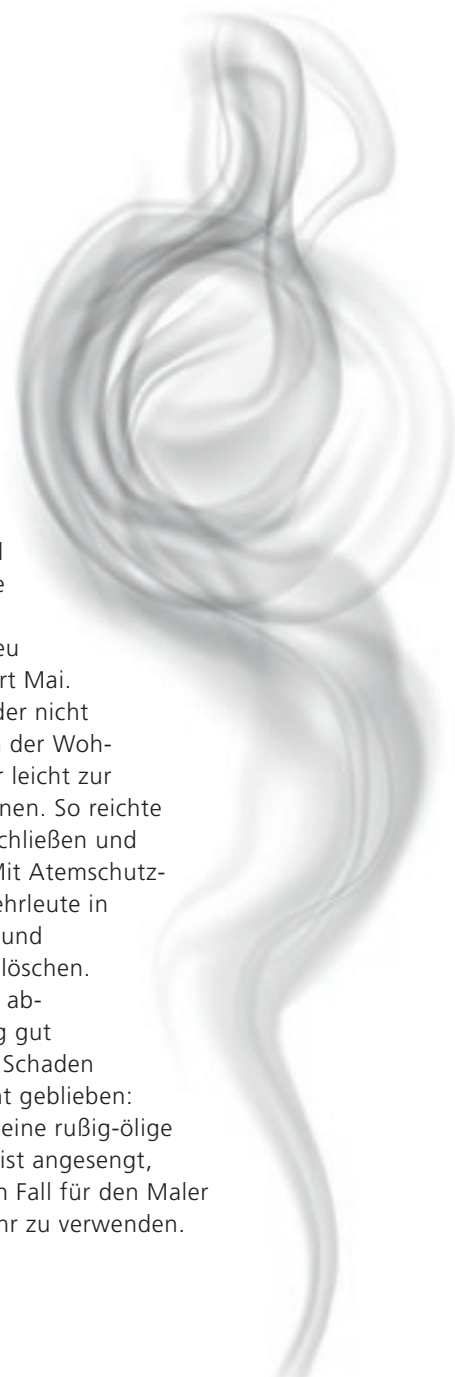 l
e
eu
rt Mai.
der nicht
n der Woh-
r leicht zur
nen. So reichte
chließen und
Mit Atemschutz-
ehrleute in
und
löschen.
ab-
g gut
Schaden
nt geblieben:
eine rußig-ölige
ist angesengt,
n Fall für den Maler
hr zu verwenden.